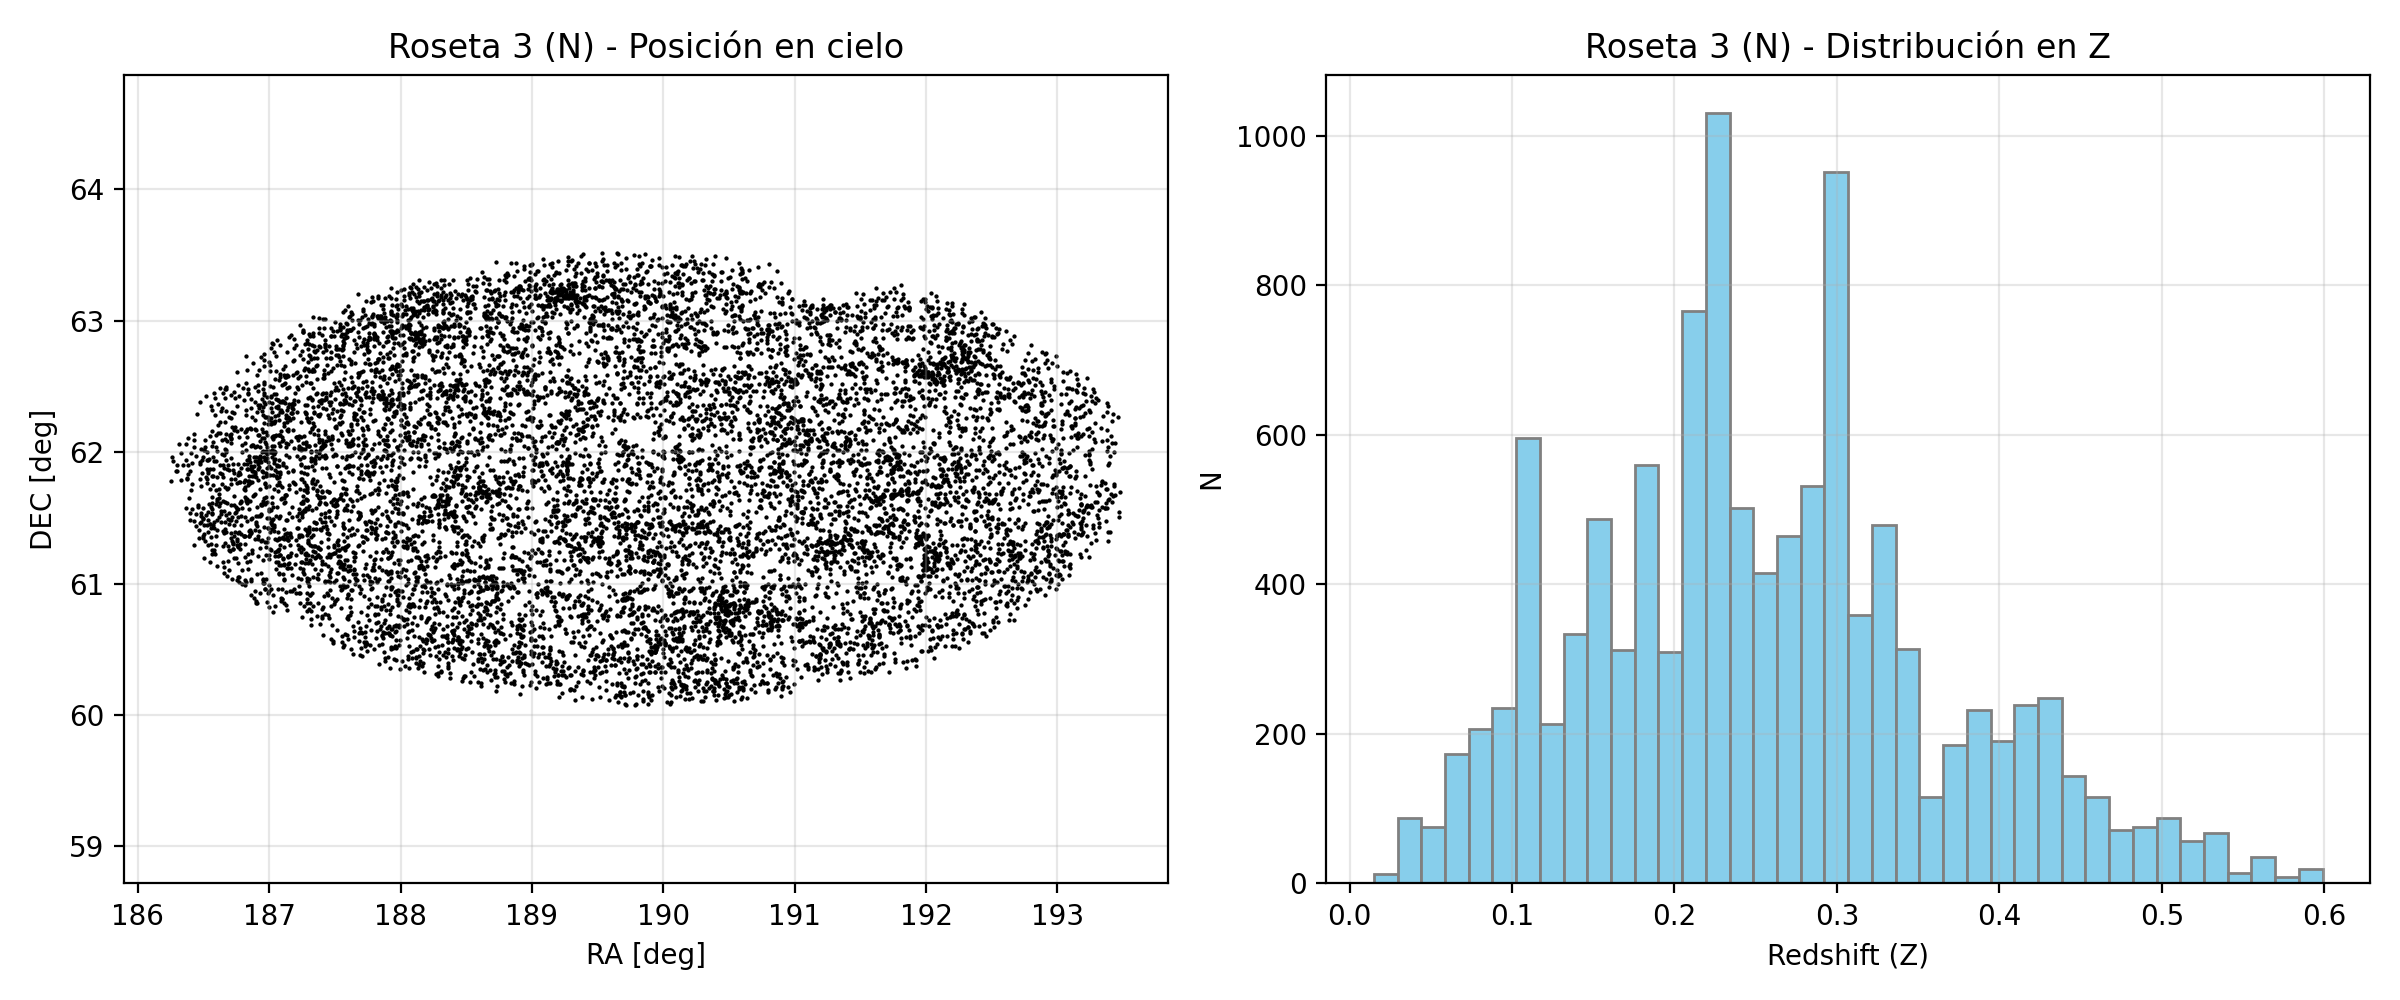 Roseta 3 (N) - Posición en cielo
DEC [deg]
64
63
62
61
60
59
186 187 188 189 190 191 192 193
RA [deg]
Roseta 3 (N) - Distribución en Z
N
1000
800
600
400
200
0
0.0 0.1 0.2 0.3 0.4 0.5 0.6
Redshift (Z)